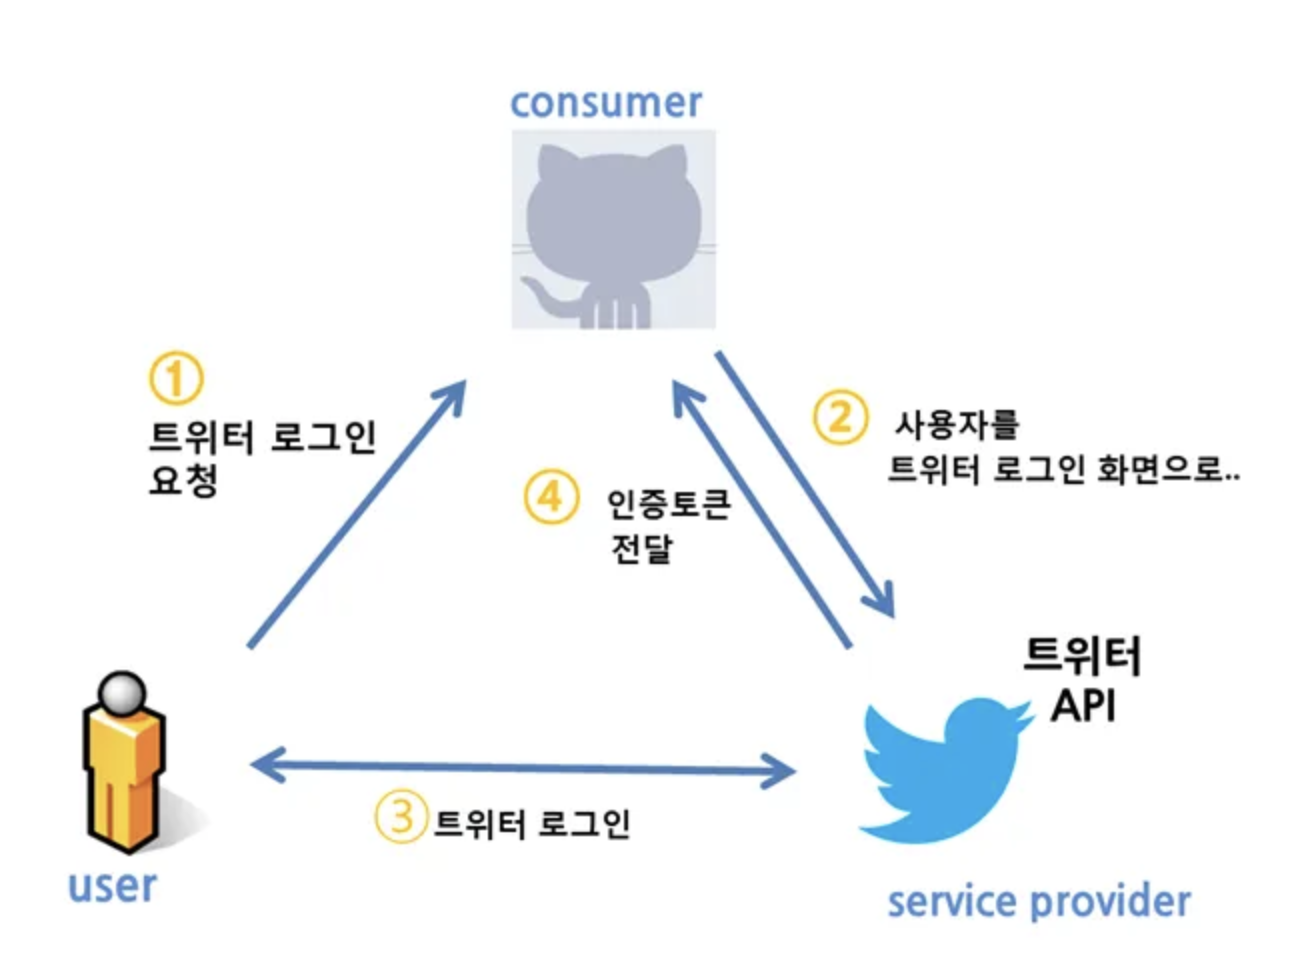 consumer
①
트위터 로그인
요청
② 사용자를
트위터 로그인 화면으로..
④ 인증토큰
전달
트위터
API
③ 트위터 로그인
user
service provider